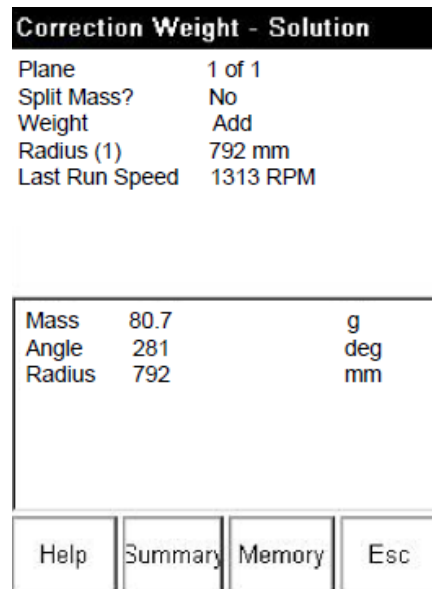 Correction Weight - Solution
Plane 1 of 1
Split Mass? No
Weight Add
Radius (1) 792 mm
Last Run Speed 1313 RPM
Mass 80.7 g
Angle 281 deg
Radius 792 mm
Help Summary Memory Esc